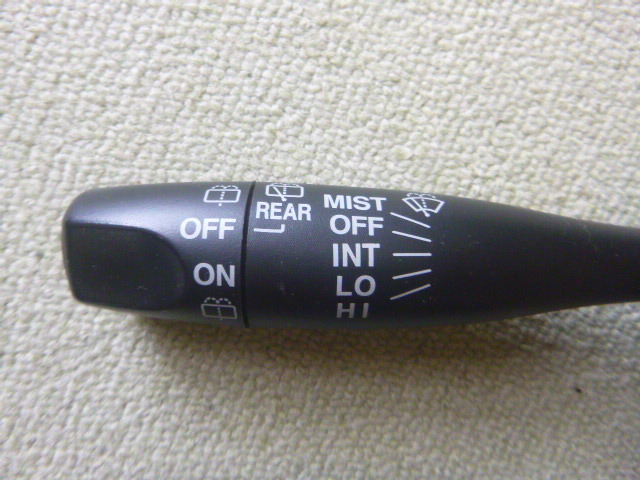 OFF
ON
REAR
MIST
OFF
INT
LO
HI